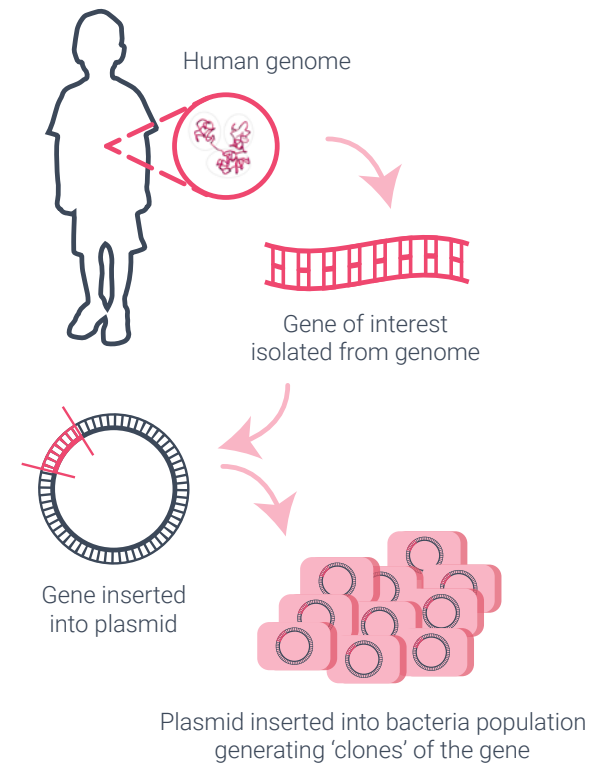 Human genome
Gene of interest
isolated from genome
Gene inserted
into plasmid
Plasmid inserted into bacteria population
generating ‘clones’ of the gene